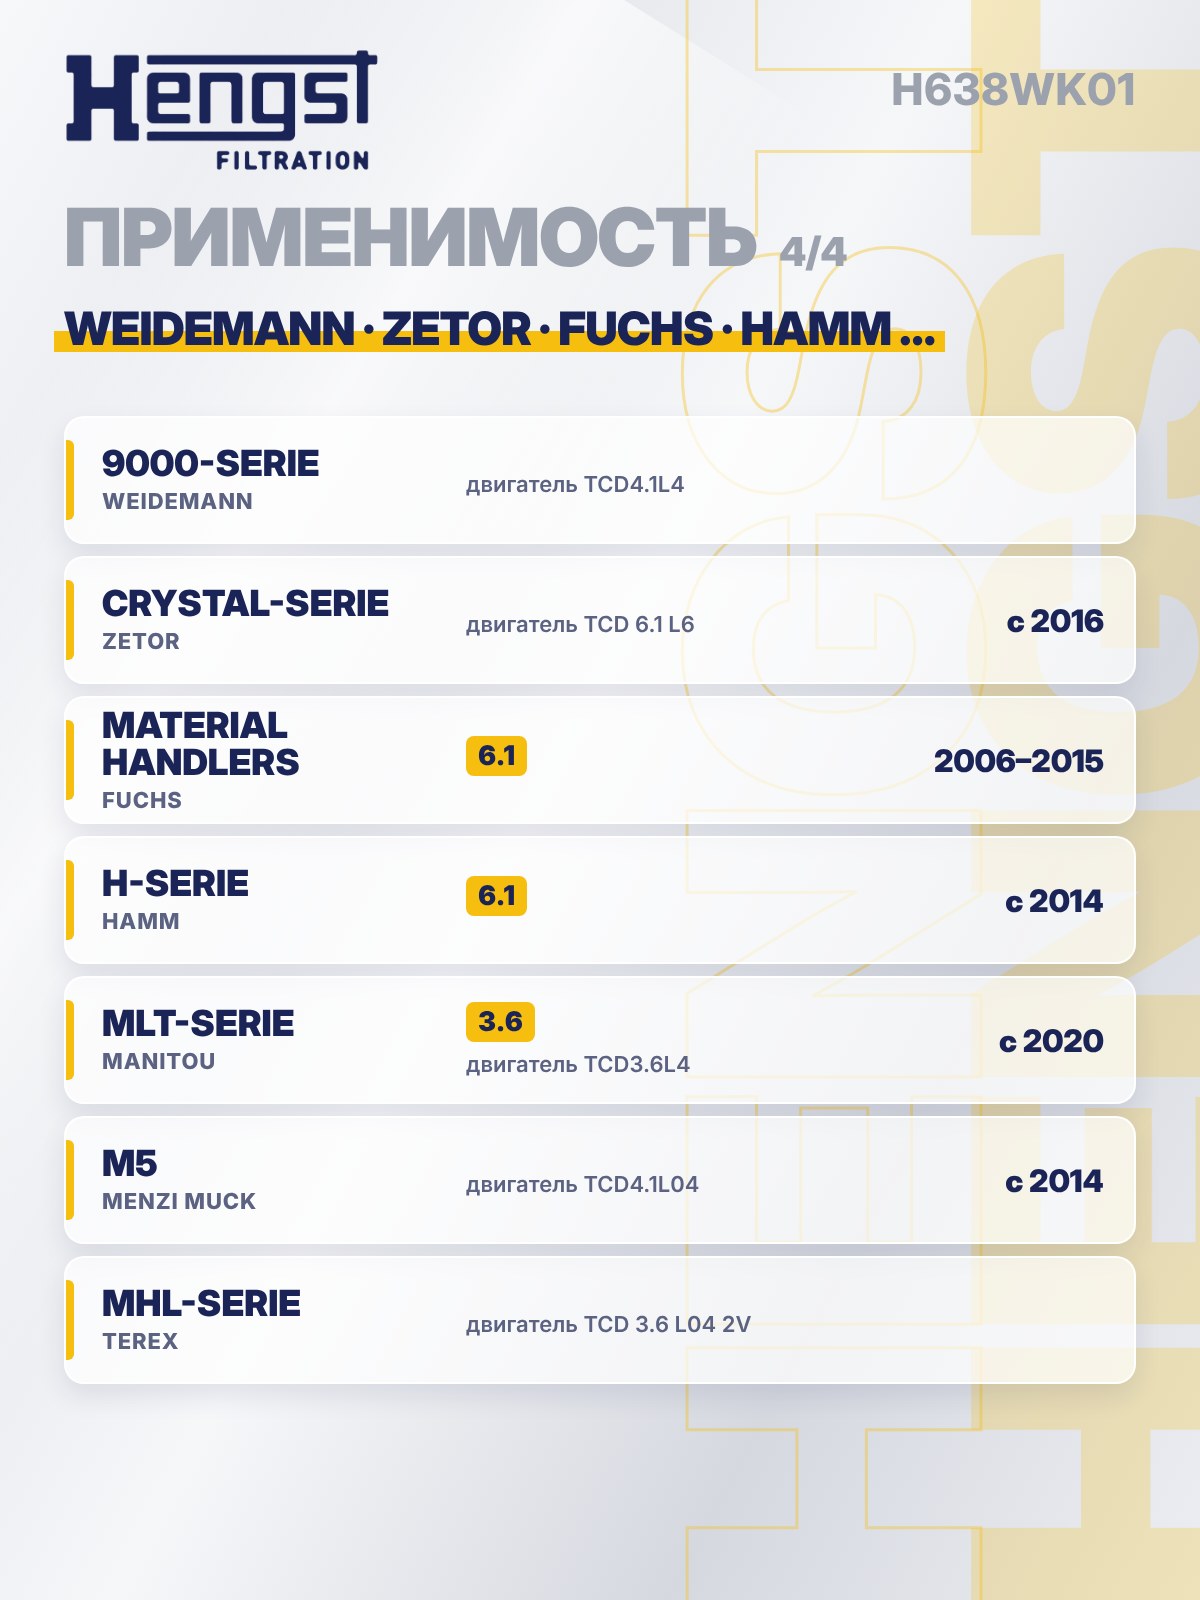 Hengst
FILTRATION
H638WK01
ПРИМЕНИМОСТЬ 4/4
WEIDEMANN · ZETOR · FUCHS · HAMM ...
9000-SERIE
WEIDEMANN
двигатель TCD4.1L4
CRYSTAL-SERIE
ZETOR
двигатель TCD 6.1 L6
с 2016
MATERIAL
HANDLERS
FUCHS
6.1
2006–2015
H-SERIE
HAMM
6.1
с 2014
MLT-SERIE
MANITOU
3.6
двигатель TCD3.6L4
с 2020
M5
MENZI MUCK
двигатель TCD4.1L04
с 2014
MHL-SERIE
TEREX
двигатель TCD 3.6 L04 2V
HENGST
HENGST